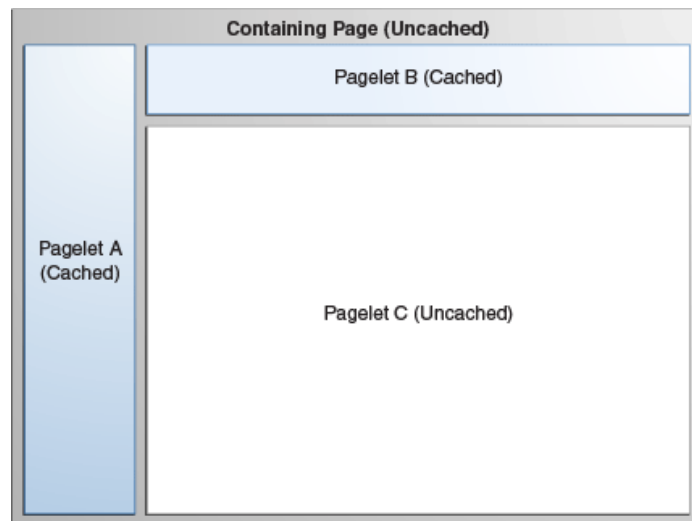 Containing Page (Uncached)
Pagelet B (Cached)
Pagelet A
(Cached)
Pagelet C (Uncached)